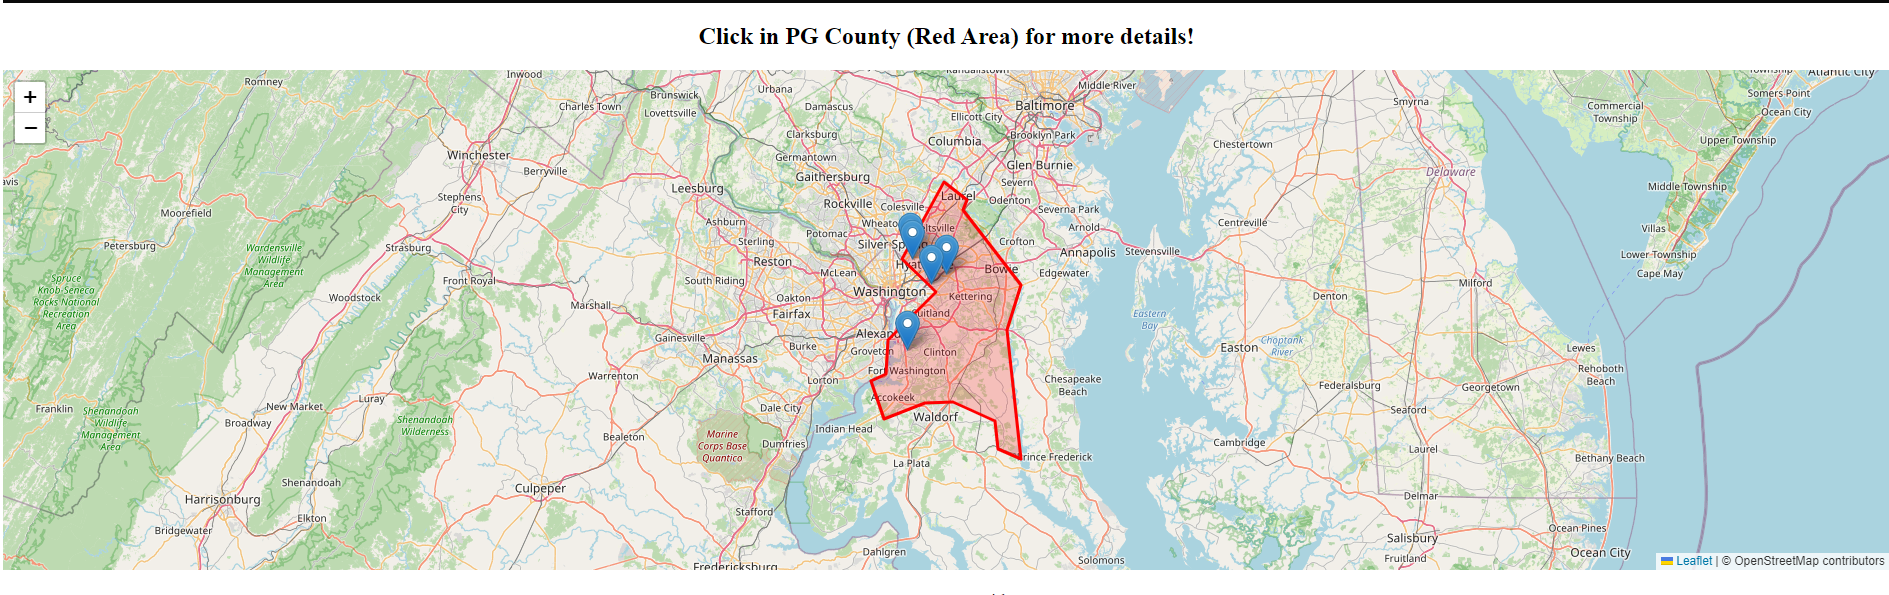 Click in PG County (Red Area) for more details!
+
−
Romney
Inwood
Charles Town
Brunswick
Lovettsville
Urbana
Damascus
Clarksburg
Germantown
Gaithersburg
Rockville
Colesville
Potomac
Randallstown
Baltimore
Middle River
Ellicott City
Columbia
Brooklyn Park
Glen Burnie
Severn
Odenton
Severna Park
Arnold
Annapolis
Crofton
Bowie
Edgewater
Stevensville
Laurel
Winchester
Berryville
Stephens
City
Leesburg
Ashburn
Sterling
Reston
McLean
South Riding
Oakton
Fairfax
Washington
Kettering
Moorefield
Petersburg
Strasburg
Wardensville
Wildlife
Management
Area
Spruce
Knob-Seneca
Rocks National
Recreation
Area
Woodstock
Front Royal
Marshall
Gainesville
Manassas
Burke
Groveton
Clinton
Fort Washington
Lorton
Accokeek
Waldorf
Indian Head
Dale City
Dumfries
La Plata
Chesapeake
Beach
Prince Frederick
Warrenton
Franklin
Shenandoah
Wildlife
Management
Area
New Market
Broadway
Luray
Shenandoah
Wilderness
Bealeton
Marine
Corps Base
Quantico
Harrisonburg
Bridgewater
Shenandoah
Elkton
Culpeper
Stafford
Fredericksburg
Dahlgren
Solomons
Smyrna
Chestertown
Centreville
Delaware
Denton
Milford
Eastern
Bay
Easton
Choptank
River
Federalsburg
Georgetown
Lewes
Rehoboth
Beach
Seaford
Cambridge
Laurel
Bethany Beach
Delmar
Salisbury
Fruitland
Ocean Pines
Ocean City
Atlantic City
Somers Point
Ocean City
Commercial
Township
Upper Township
Middle Township
Villas
Lower Township
Cape May
Leaflet | © OpenStreetMap contributors